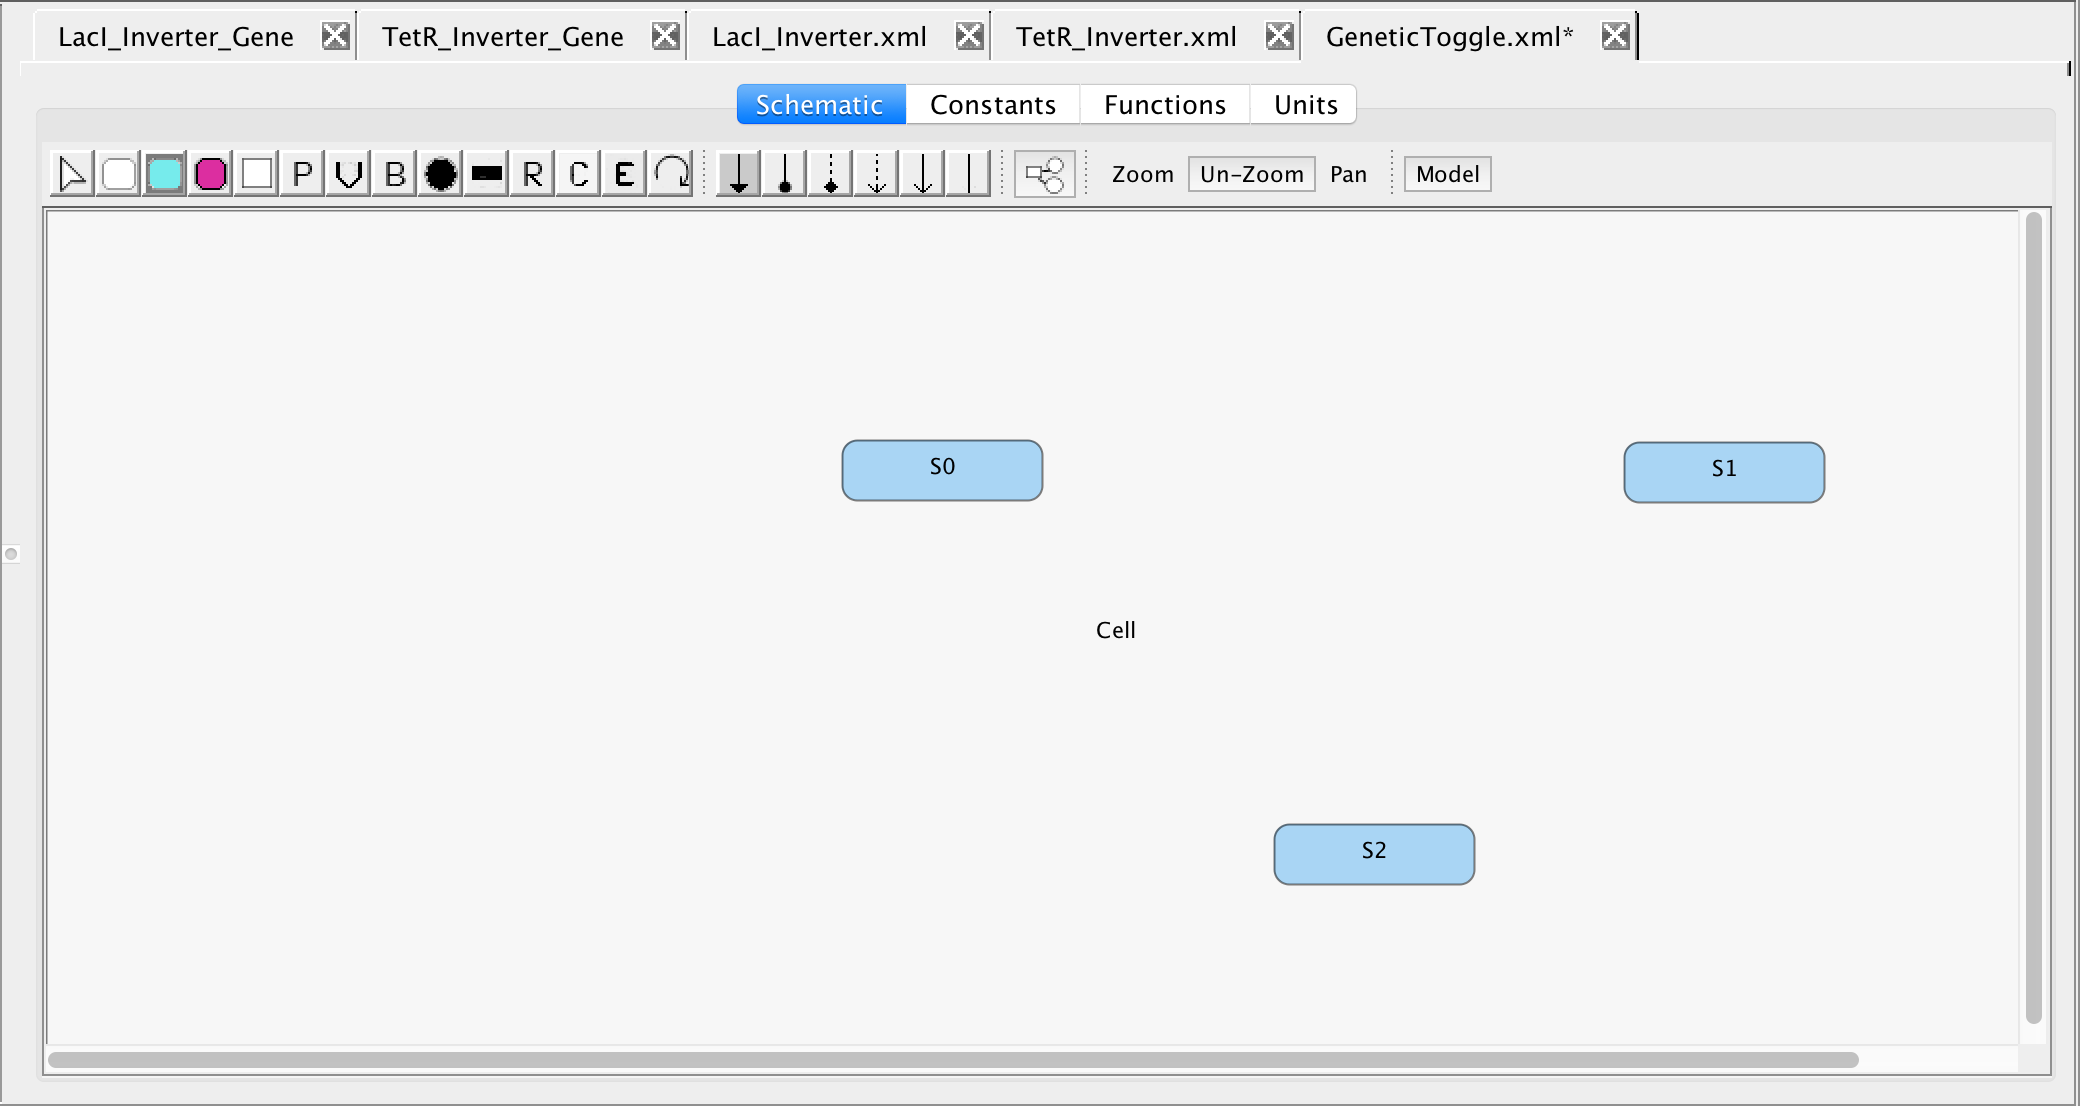 LacI_Inverter_Gene TetR_Inverter_Gene LacI_Inverter.xml TetR_Inverter.xml GeneticToggle.xml*
Schematic Constants Functions Units
P V B R C E Zoom Un-Zoom Pan Model
S0 S1
Cell
S2